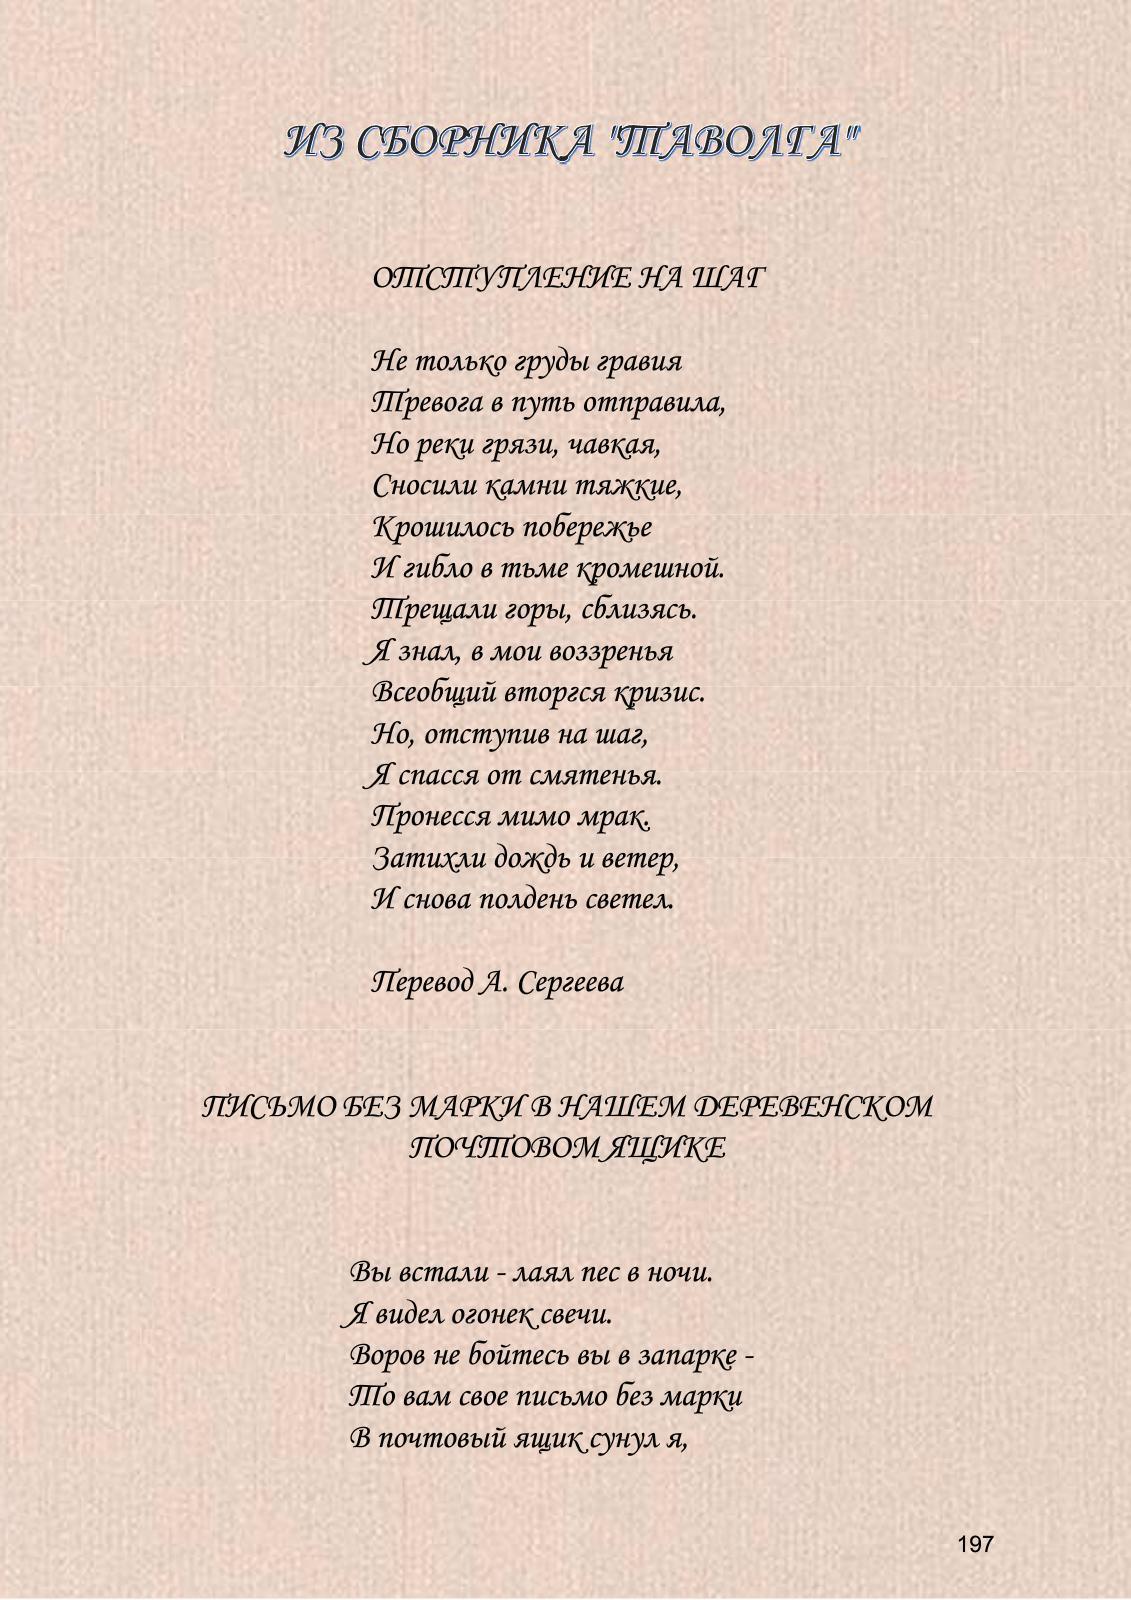 ИЗ СБОРНИКА "ТАВОЛГА"
ОТСТУПЛЕНИЕ НА ШАГ
Не только груды гравия
Тревога в путь отправила,
Но реки грязи, чавкая,
Сносили камни тяжкие,
Крошилось побережье
И гибло в тьме кромешной.
Трещали горы, сблизясь.
Я знал, в мои воззренья
Всеобщий вторгся кризис.
Но, отступив на шаг,
Я спасся от смятенья.
Пронесся мимо мрак.
Затихли дождь и ветер,
И снова полдень светел.
Перевод А. Сергеева
ПИСЬМО БЕЗ МАРКИ В НАШЕМ ДЕРЕВЕНСКОМ
ПОЧТОВОМ ЯЩИКЕ
Вы встали - лаял пес в ночи.
Я видел огонек свечи.
Воров не бойтесь вы в запарке -
То вам свое письмо без марки
В почтовый ящик сунул я,
197